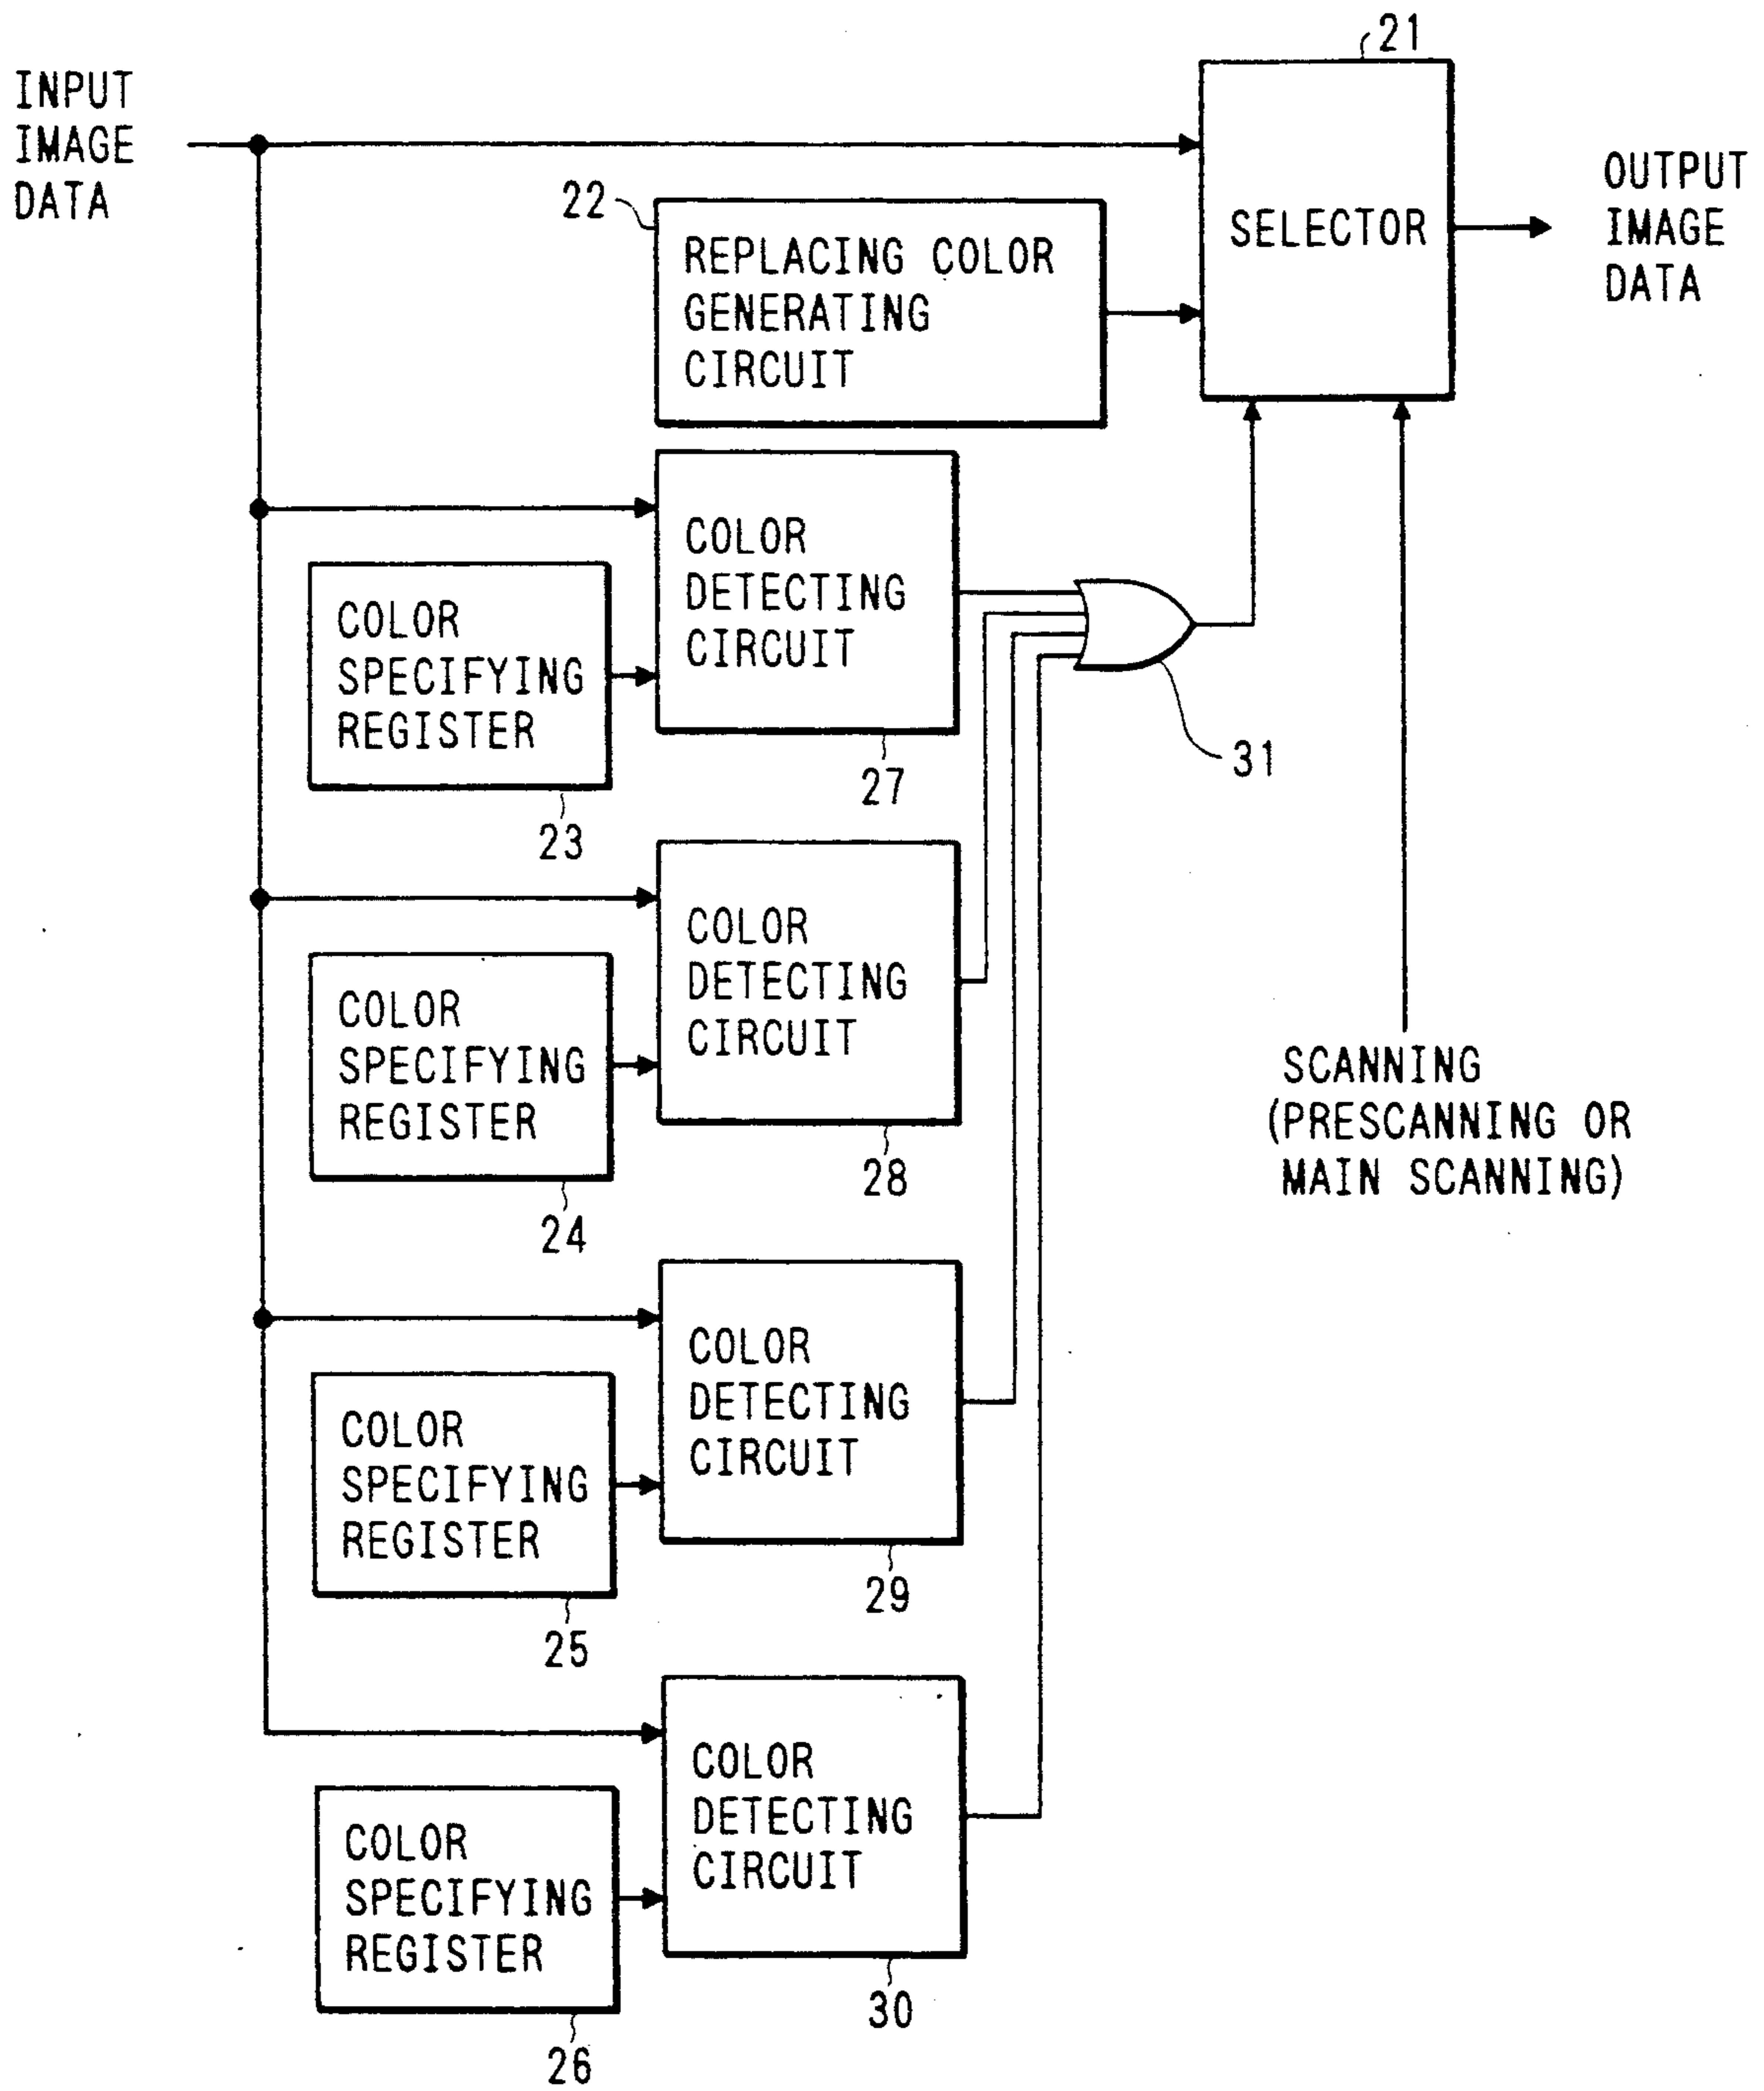 21
INPUT
IMAGE
DATA
OUTPUT
IMAGE
DATA
SELECTOR
22
REPLACING COLOR
GENERATING
CIRCUIT
COLOR
DETECTING
CIRCUIT
COLOR
SPECIFYING
REGISTER
31
27
23
COLOR
DETECTING
CIRCUIT
COLOR
SPECIFYING
REGISTER
SCANNING
(PRESCANNING OR
MAIN SCANNING)
28
24
COLOR
DETECTING
CIRCUIT
COLOR
SPECIFYING
REGISTER
29
25
COLOR
DETECTING
CIRCUIT
COLOR
SPECIFYING
REGISTER
30
26